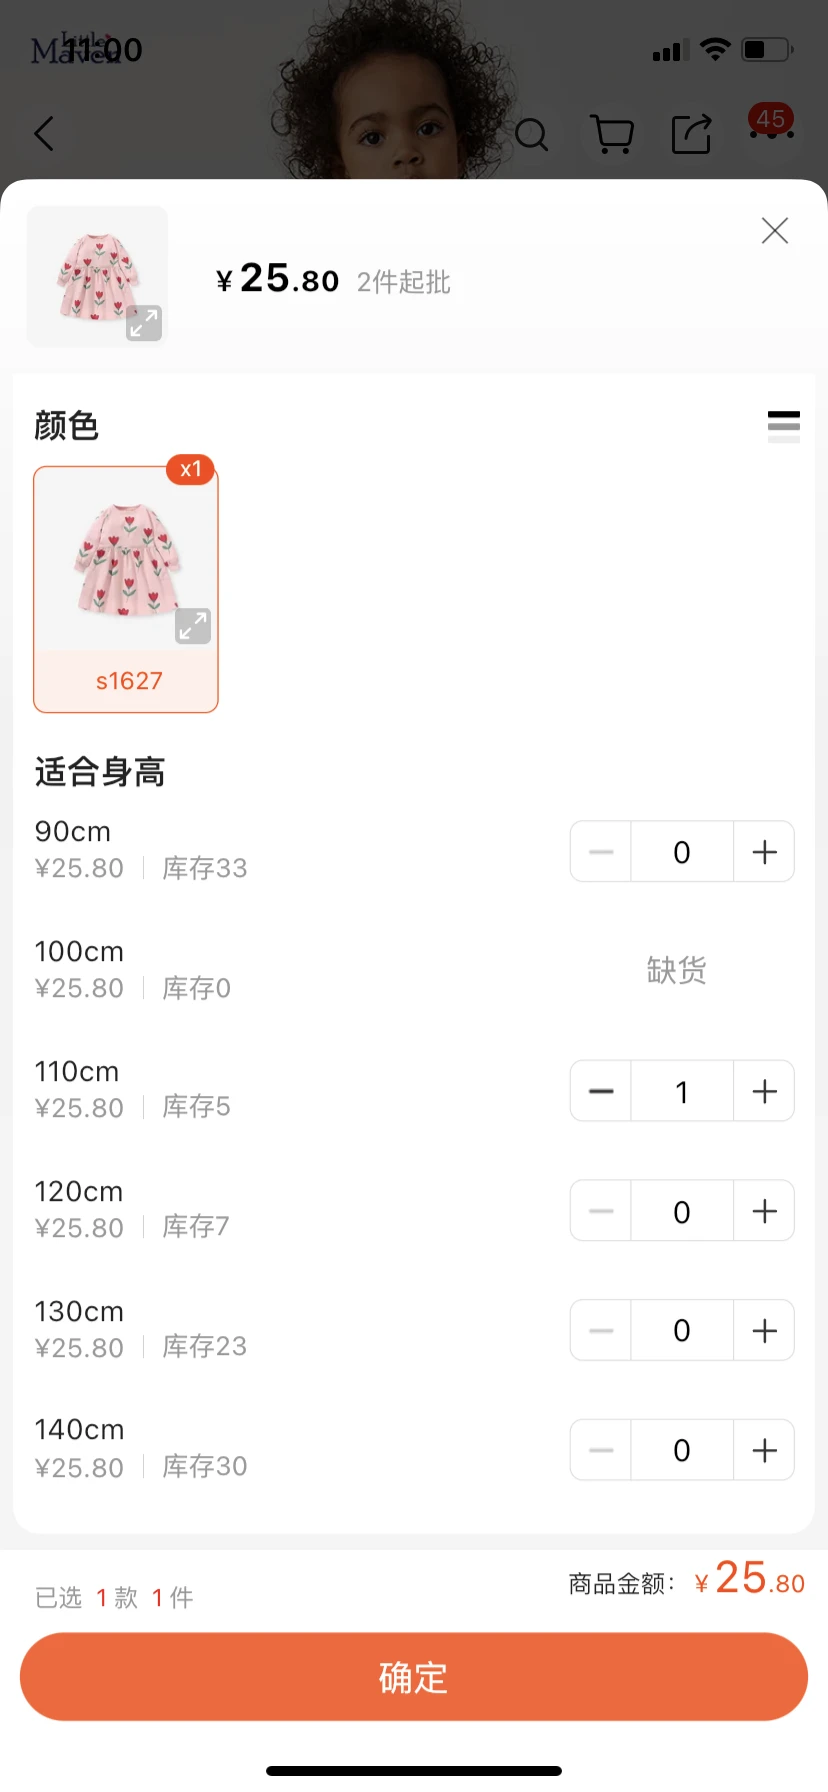 Little
Maven
11:00
45
¥25.80 2件起批
颜色
x1
s1627
适合身高
90cm
¥25.80 库存33
0
100cm
¥25.80 库存0
缺货
110cm
¥25.80 库存5
1
120cm
¥25.80 库存7
0
130cm
¥25.80 库存23
0
140cm
¥25.80 库存30
0
已选 1 款 1 件
商品金额: ¥25.80
确定